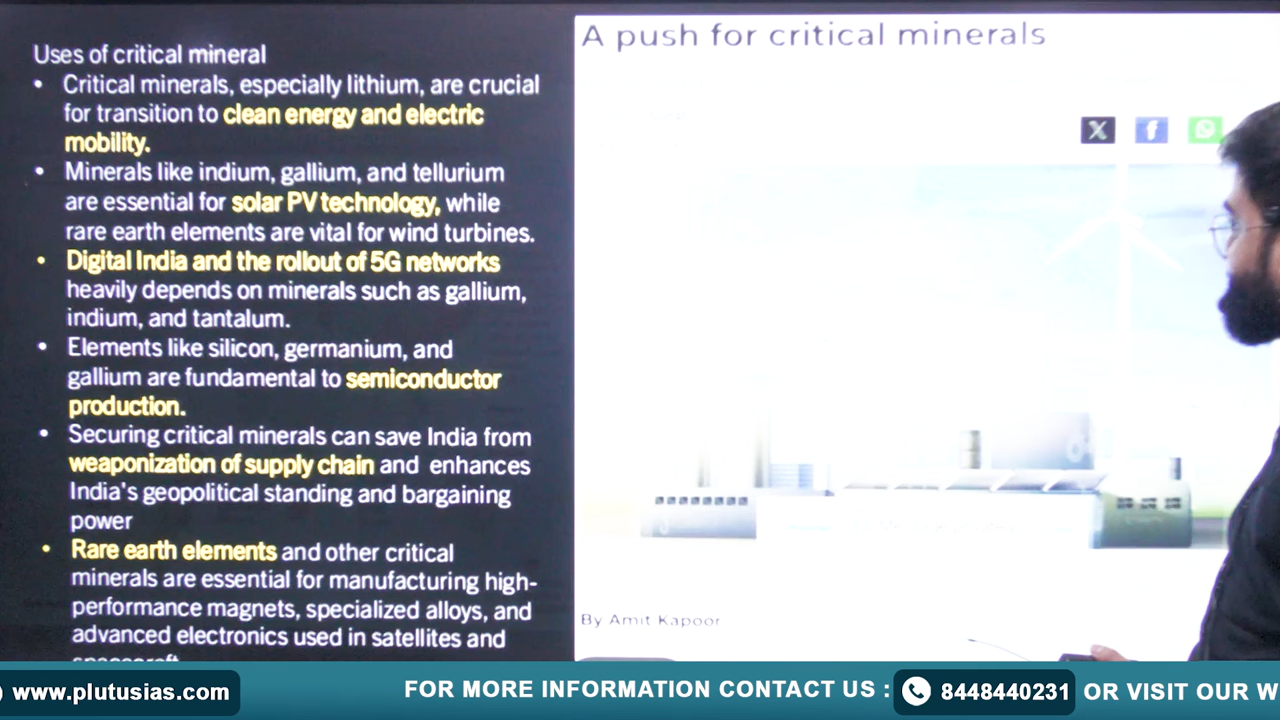 Uses of critical mineral
• Critical minerals, especially lithium, are crucial
for transition to clean energy and electric
mobility.
• Minerals like indium, gallium, and tellurium
are essential for solar PV technology, while
rare earth elements are vital for wind turbines.
• Digital India and the rollout of 5G networks
heavily depends on minerals such as gallium,
indium, and tantalum.
• Elements like silicon, germanium, and
gallium are fundamental to semiconductor
production.
• Securing critical minerals can save India from
weaponization of supply chain and enhances
India's geopolitical standing and bargaining
power
• Rare earth elements and other critical
minerals are essential for manufacturing high-
performance magnets, specialized alloys, and
advanced electronics used in satellites and
A push for critical minerals
By Amit Kapoor
www.plutusias.com
FOR MORE INFORMATION CONTACT US :
8448440231
OR VISIT OUR W